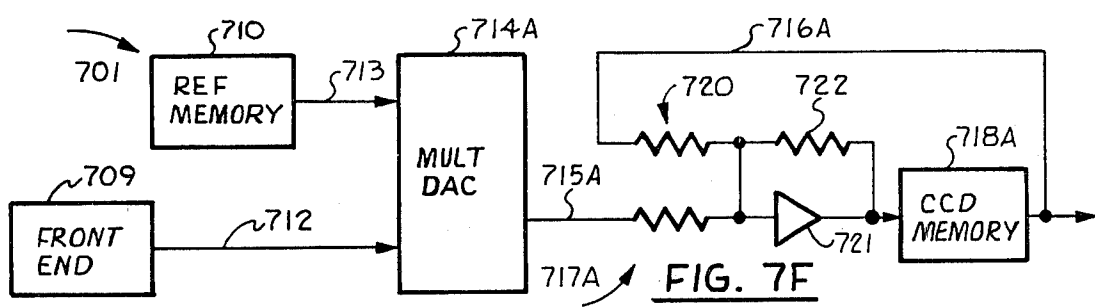 701
710
REF
MEMORY
713
714A
MULT
DAC
709
FRONT
END
712
715A
716A
720
722
721
717A
718A
CCD
MEMORY
FIG. 7F